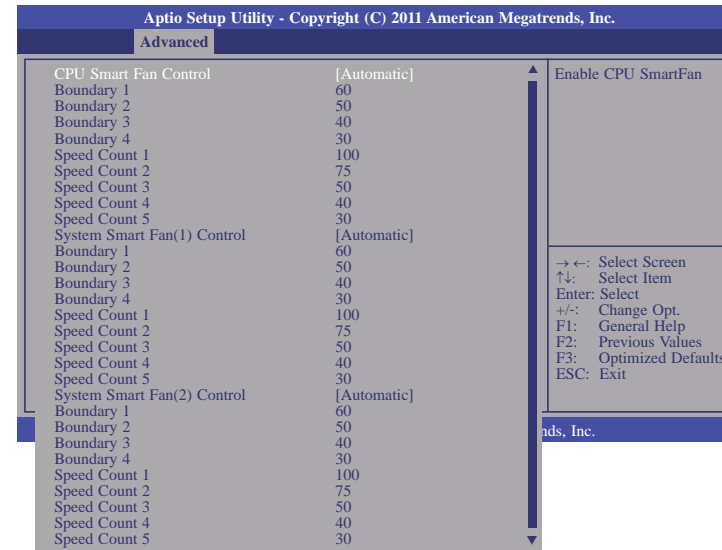 Aptio Setup Utility - Copyright (C) 2011 American Megatrends, Inc.
Advanced
CPU Smart Fan Control [Automatic]
Boundary 1 60
Boundary 2 50
Boundary 3 40
Boundary 4 30
Speed Count 1 100
Speed Count 2 75
Speed Count 3 50
Speed Count 4 40
Speed Count 5 30
System Smart Fan(1) Control [Automatic]
Boundary 1 60
Boundary 2 50
Boundary 3 40
Boundary 4 30
Speed Count 1 100
Speed Count 2 75
Speed Count 3 50
Speed Count 4 40
Speed Count 5 30
System Smart Fan(2) Control [Automatic]
Boundary 1 60
Boundary 2 50
Boundary 3 40
Boundary 4 30
Speed Count 1 100
Speed Count 2 75
Speed Count 3 50
Speed Count 4 40
Speed Count 5 30
Enable CPU SmartFan
→←: Select Screen
↑↓: Select Item
Enter: Select
+/-: Change Opt.
F1: General Help
F2: Previous Values
F3: Optimized Defaults
ESC: Exit
nds, Inc.